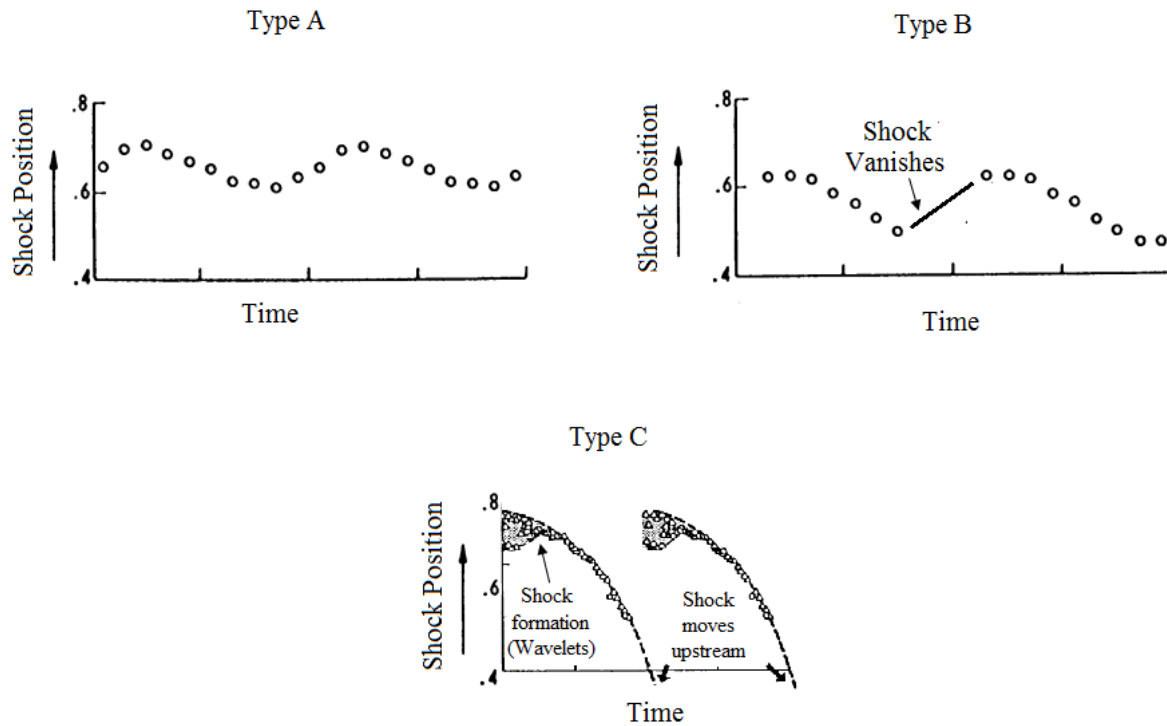 Type A
.8
.6
.4
Shock Position
Time
Type B
.8
.6
.4
Shock
Vanishes
Shock Position
Time
Type C
.8
.6
.4
Shock Position
Shock
formation
(Wavelets)
Shock
moves
upstream
Time